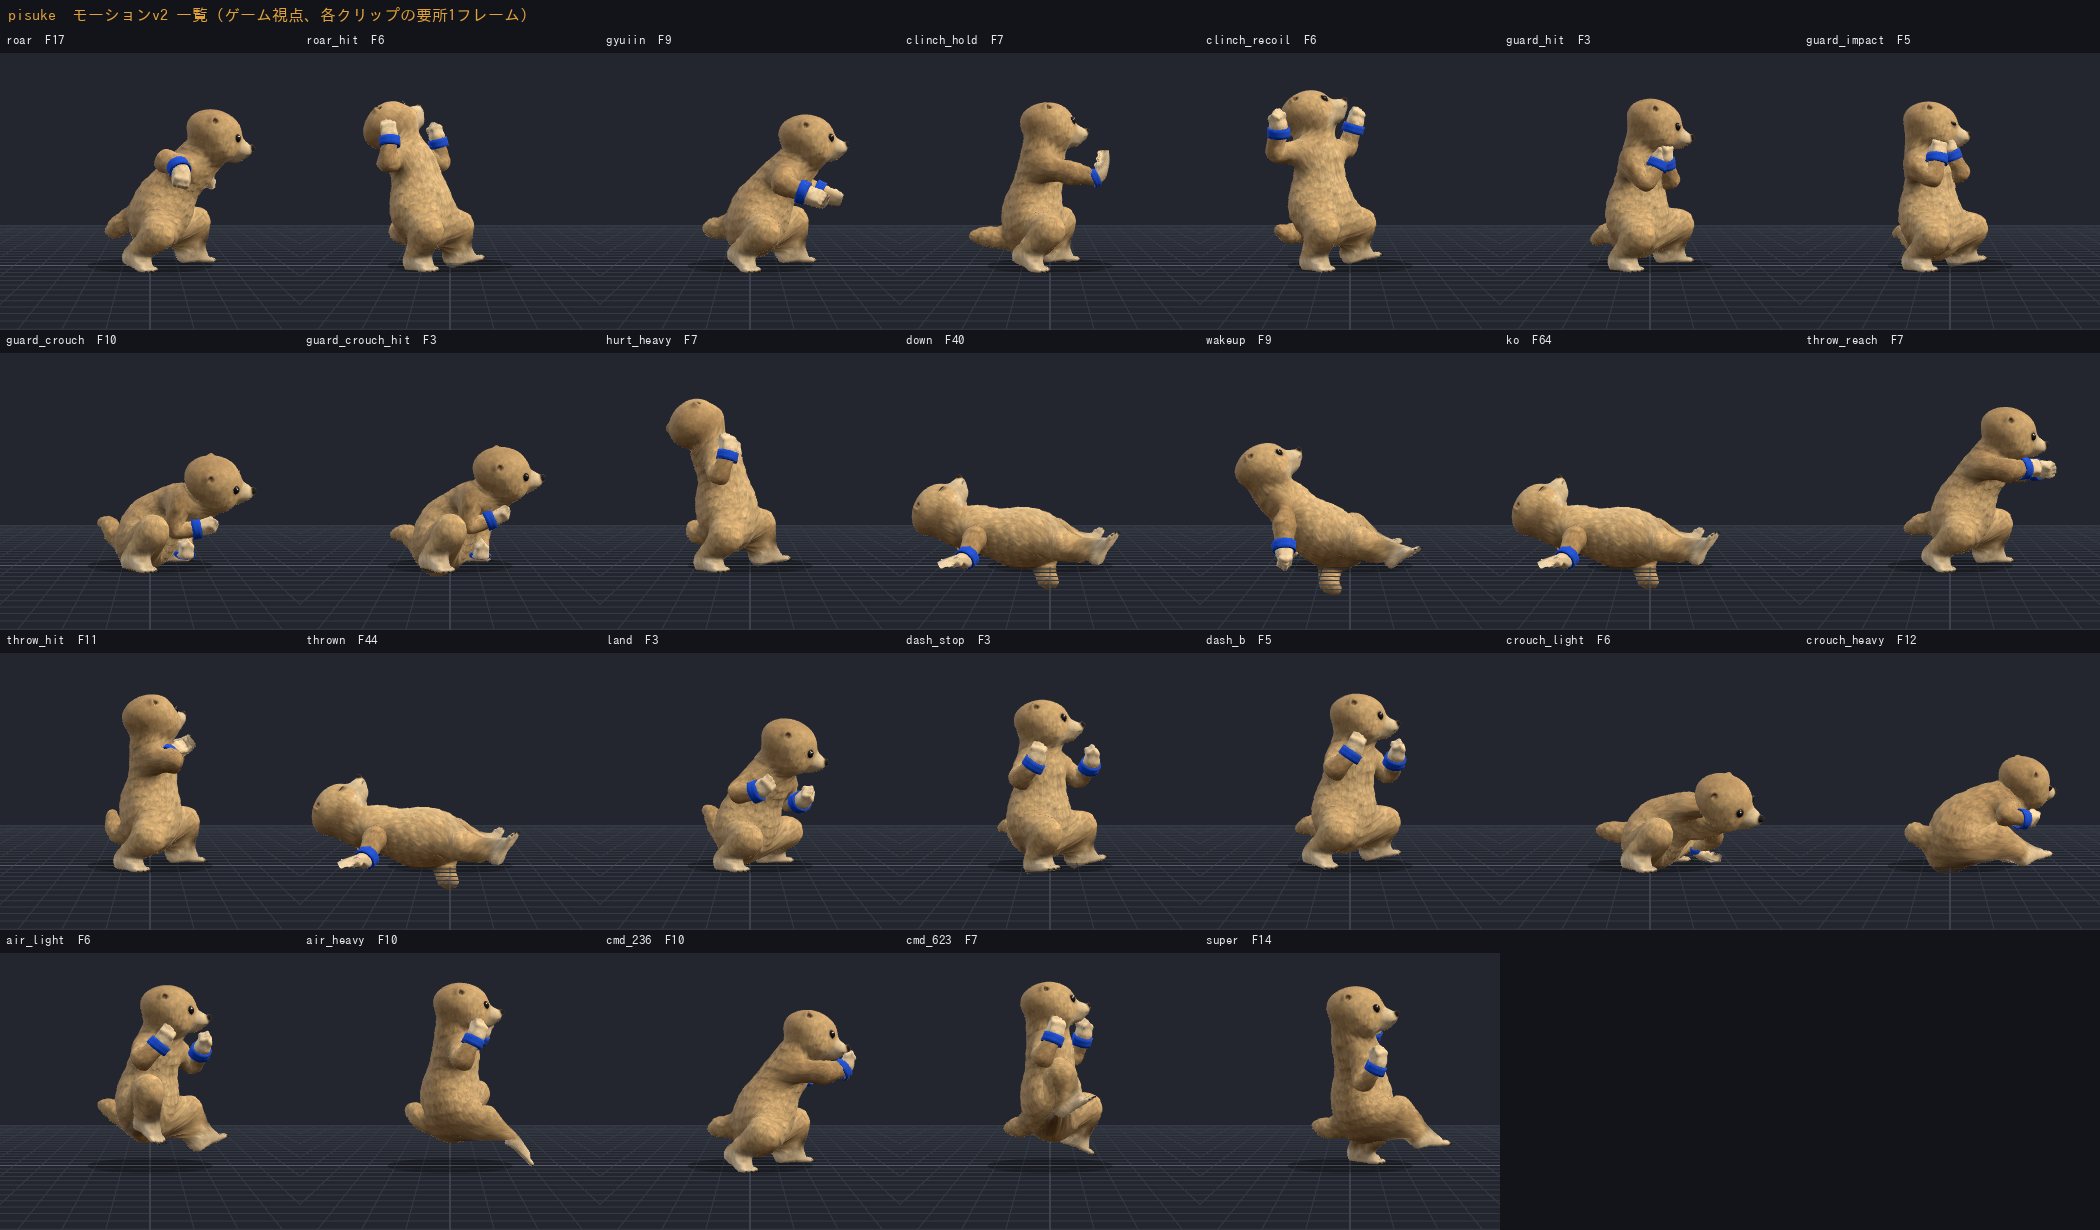 pisuke モーションv2 一覧（ゲーム視点、各クリップの要所1フレーム）
roar F17 roar_hit F6 gyuiin F9 clinch_hold F7 clinch_recoil F6 guard_hit F3 guard_impact F5
guard_crouch F10 guard_crouch_hit F3 hurt_heavy F7 down F40 wakeup F9 ko F64 throw_reach F7
throw_hit F11 thrown F44 land F3 dash_stop F3 dash_b F5 crouch_light F6 crouch_heavy F12
air_light F6 air_heavy F10 cmd_236 F10 cmd_623 F7 super F14